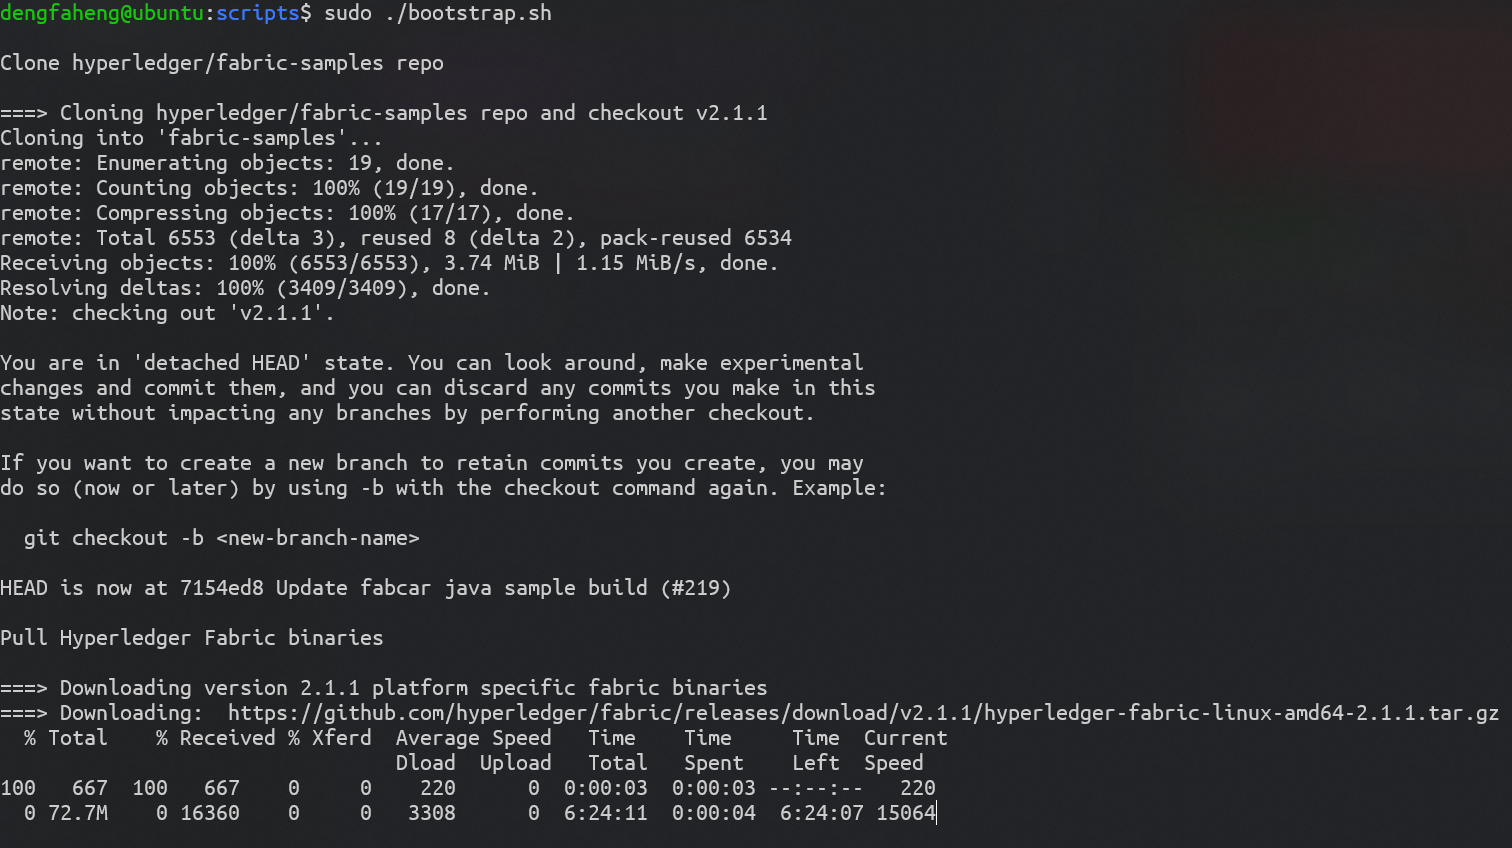 dengfaheng@ubuntu:scripts$ sudo ./bootstrap.sh
Clone hyperledger/fabric-samples repo
===> Cloning hyperledger/fabric-samples repo and checkout v2.1.1
Cloning into 'fabric-samples'...
remote: Enumerating objects: 19, done.
remote: Counting objects: 100% (19/19), done.
remote: Compressing objects: 100% (17/17), done.
remote: Total 6553 (delta 3), reused 8 (delta 2), pack-reused 6534
Receiving objects: 100% (6553/6553), 3.74 MiB | 1.15 MiB/s, done.
Resolving deltas: 100% (3409/3409), done.
Note: checking out 'v2.1.1'.
You are in 'detached HEAD' state. You can look around, make experimental
changes and commit them, and you can discard any commits you make in this
state without impacting any branches by performing another checkout.
If you want to create a new branch to retain commits you create, you may
do so (now or later) by using -b with the checkout command again. Example:
  git checkout -b <new-branch-name>
HEAD is now at 7154ed8 Update fabcar java sample build (#219)
Pull Hyperledger Fabric binaries
===> Downloading version 2.1.1 platform specific fabric binaries
===> Downloading:  https://github.com/hyperledger/fabric/releases/download/v2.1.1/hyperledger-fabric-linux-amd64-2.1.1.tar.gz
  % Total    % Received % Xferd  Average Speed   Time    Time     Time  Current
                                 Dload  Upload   Total   Spent    Left  Speed
100   667  100   667    0     0    220      0  0:00:03  0:00:03 --:--:--   220
  0 72.7M    0 16360    0     0   3308      0  6:24:11  0:00:04  6:24:07 15064